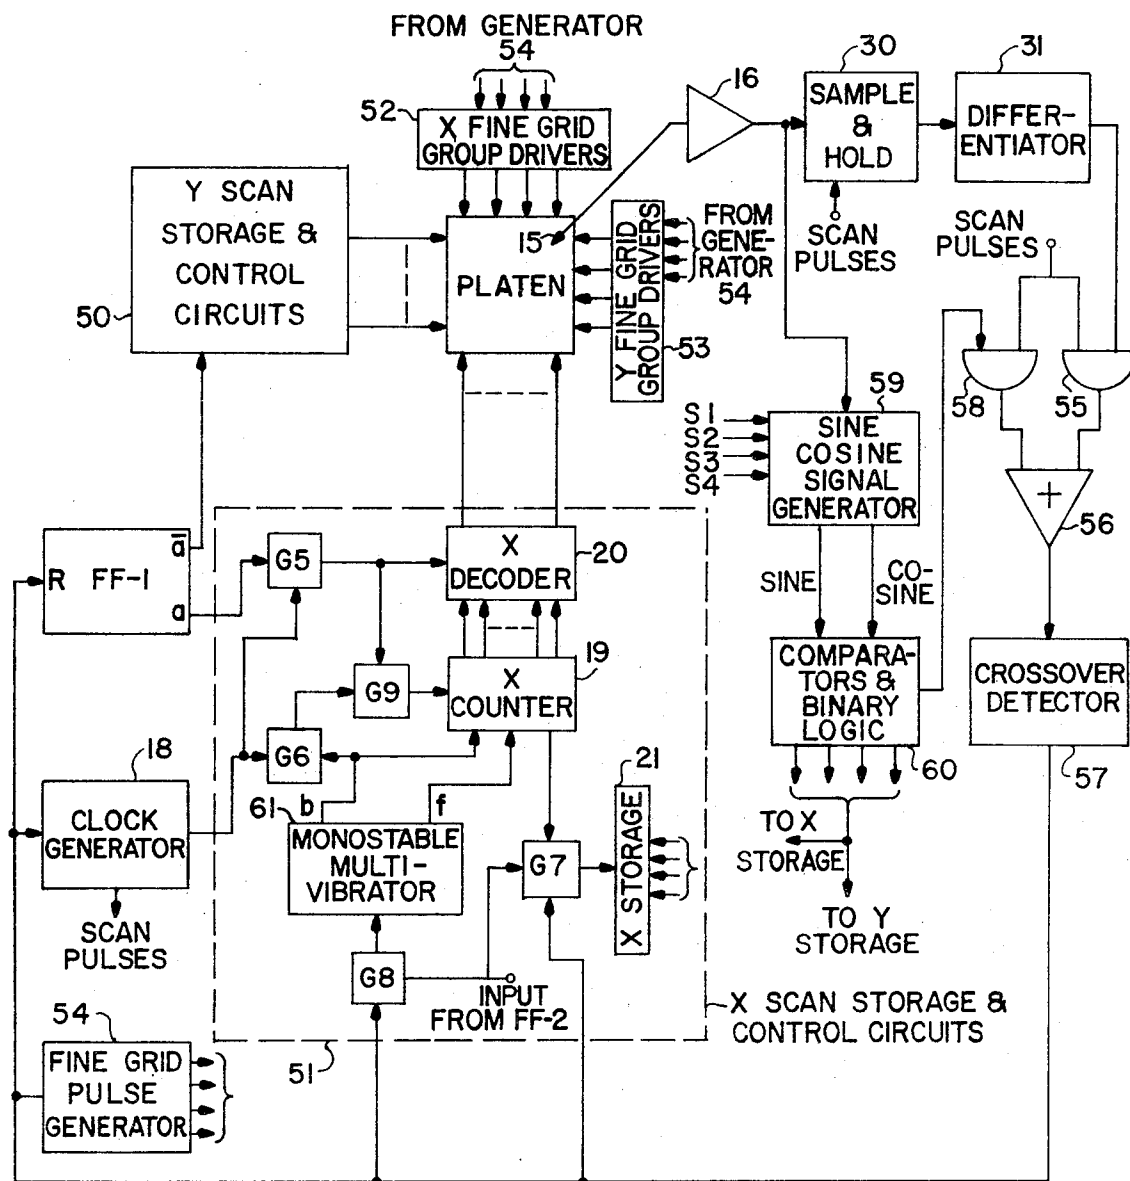 FROM GENERATOR
54
52
X FINE GRID
GROUP DRIVERS
16
30
SAMPLE
&
HOLD
31
DIFFER-
ENTIATOR
Y SCAN
STORAGE &
CONTROL
CIRCUITS
50
15
PLATEN
Y FINE GRID
GROUP DRIVERS
53
FROM
GENE-
RATOR
54
SCAN
PULSES
SCAN
PULSES
58
55
59
S1
S2
S3
S4
SINE
COSINE
SIGNAL
GENERATOR
+
56
R FF-1
a̅
a
G5
X
DECODER
20
SINE
CO-
SINE
G9
X
COUNTER
19
COMPARA-
TORS &
BINARY
LOGIC
60
CROSSOVER
DETECTOR
57
18
CLOCK
GENERATOR
G6
b
f
61
MONOSTABLE
MULTI-
VIBRATOR
21
X STORAGE
G7
TO X
STORAGE
TO Y
STORAGE
SCAN
PULSES
G8
INPUT
FROM FF-2
X SCAN STORAGE &
CONTROL CIRCUITS
51
54
FINE GRID
PULSE
GENERATOR